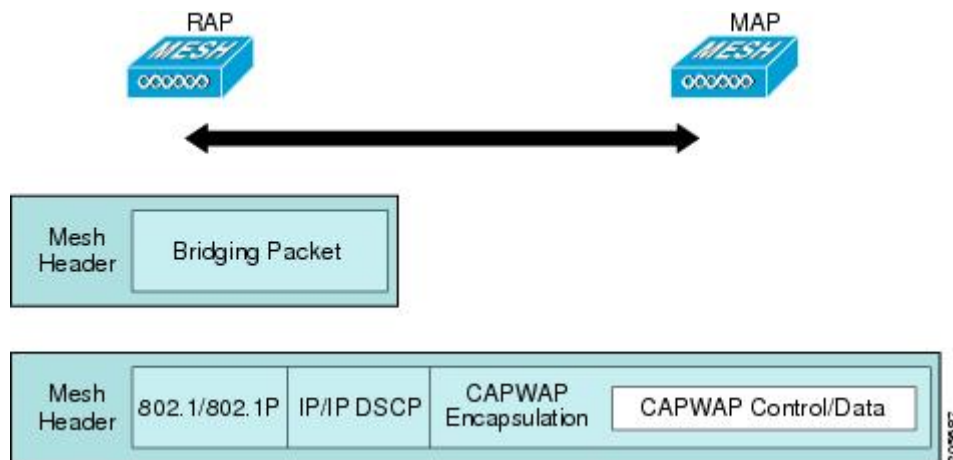 RAP
MAP
MESH
MESH
Mesh
Header
Bridging Packet
Mesh
Header
802.1/802.1P
IP/IP DSCP
CAPWAP
Encapsulation
CAPWAP Control/Data